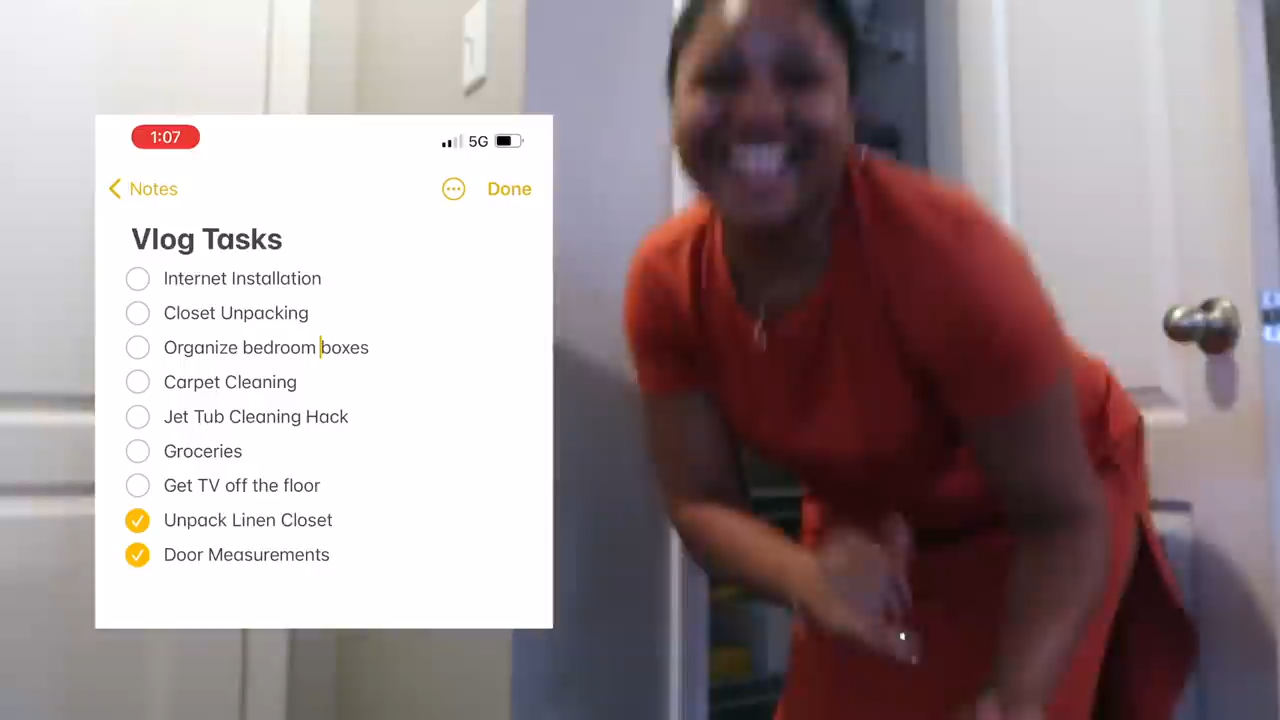 1:07
5G
Notes
Done
Vlog Tasks
Internet Installation
Closet Unpacking
Organize bedroom boxes
Carpet Cleaning
Jet Tub Cleaning Hack
Groceries
Get TV off the floor
Unpack Linen Closet
Door Measurements